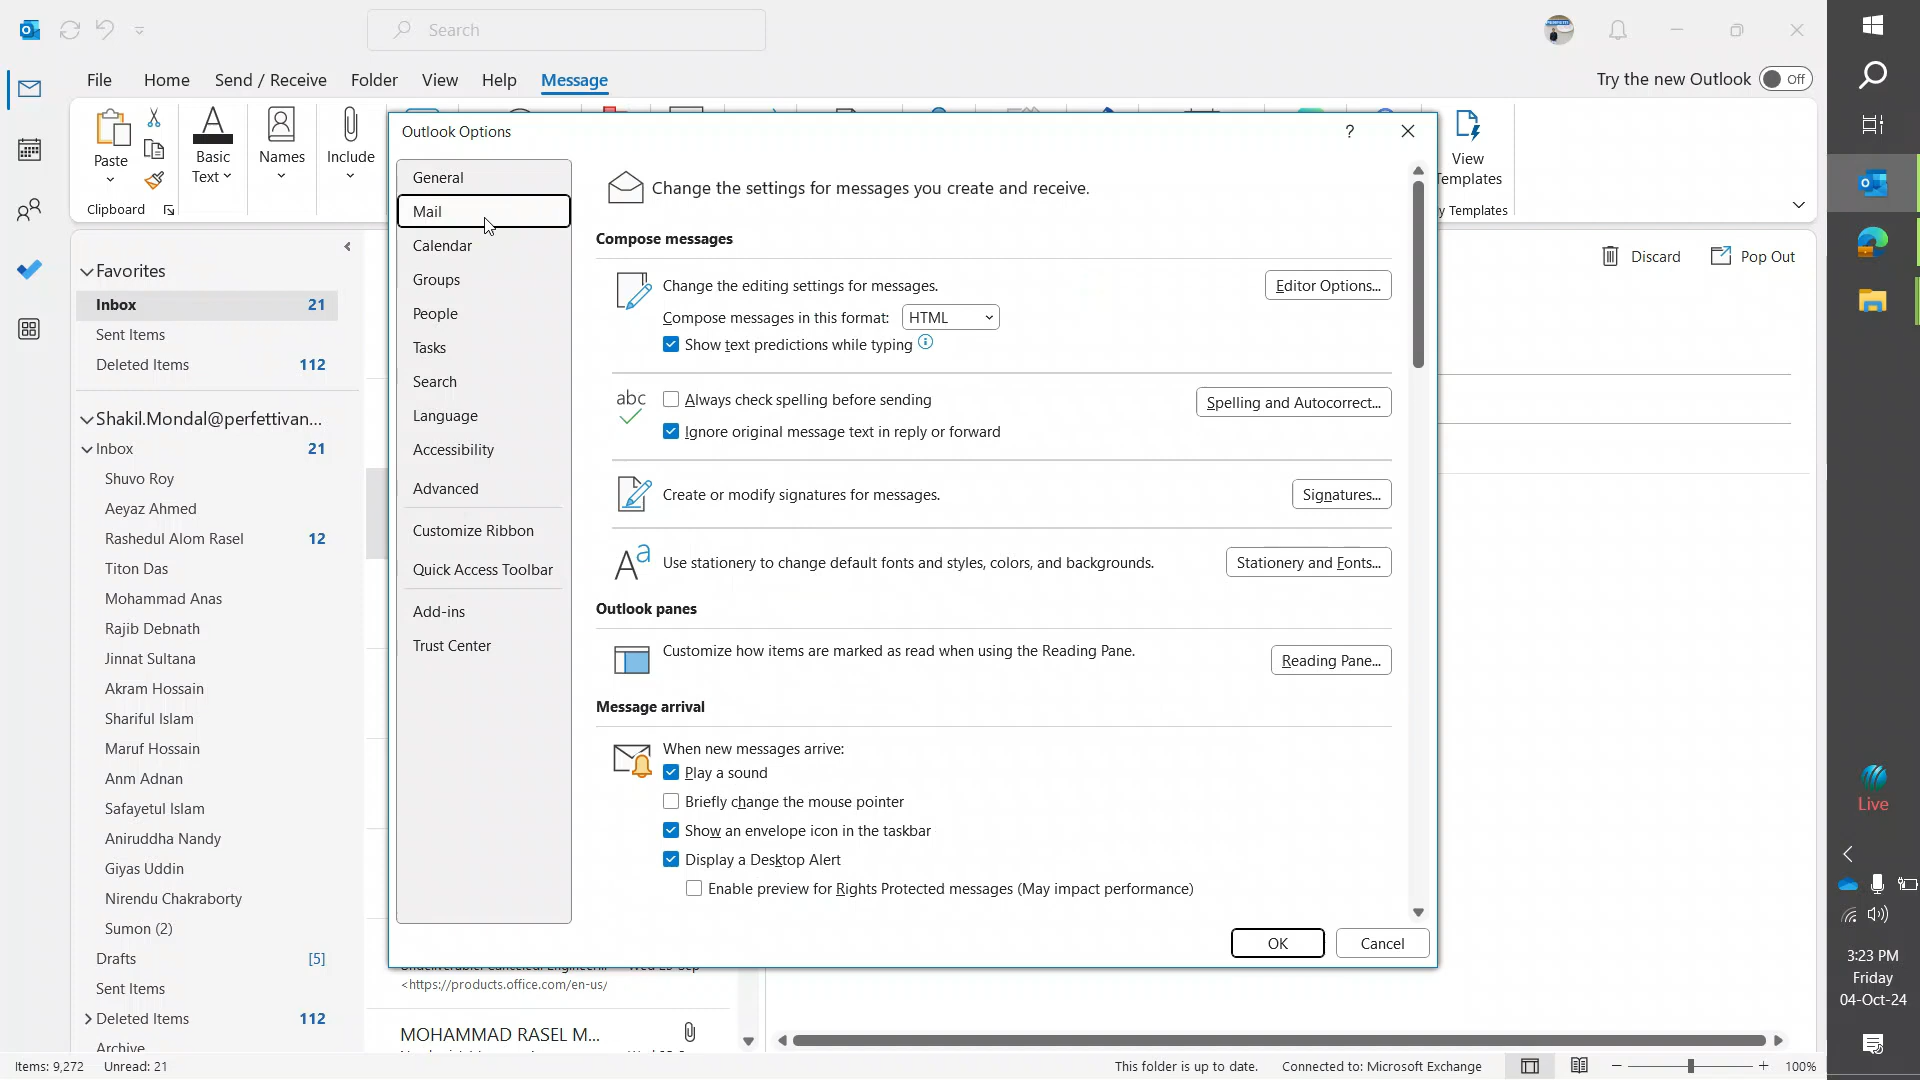 Search
File Home Send / Receive Folder View Help Message
Try the new Outlook Off
Paste
Basic
Text
Names
Include
Clipboard
View
Templates
y Templates
Outlook Options
?
General
Mail
Calendar
Groups
People
Tasks
Search
Language
Accessibility
Advanced
Customize Ribbon
Quick Access Toolbar
Add-ins
Trust Center
Change the settings for messages you create and receive.
Compose messages
Change the editing settings for messages.
Editor Options...
Compose messages in this format: HTML
Show text predictions while typing
abc
Always check spelling before sending
Spelling and Autocorrect...
Ignore original message text in reply or forward
Create or modify signatures for messages.
Signatures...
Use stationery to change default fonts and styles, colors, and backgrounds.
Stationery and Fonts...
Outlook panes
Customize how items are marked as read when using the Reading Pane.
Reading Pane...
Message arrival
When new messages arrive:
Play a sound
Briefly change the mouse pointer
Show an envelope icon in the taskbar
Display a Desktop Alert
Enable preview for Rights Protected messages (May impact performance)
OK Cancel
Discard Pop Out
Favorites
Inbox 21
Sent Items
Deleted Items 112
Shakil.Mondal@perfettivan...
Inbox 21
Shuvo Roy
Aeyaz Ahmed
Rashedul Alom Rasel 12
Titon Das
Mohammad Anas
Rajib Debnath
Jinnat Sultana
Akram Hossain
Shariful Islam
Maruf Hossain
Anm Adnan
Safayetul Islam
Aniruddha Nandy
Giyas Uddin
Nirendu Chakraborty
Sumon (2)
Drafts [5]
Sent Items
Deleted Items 112
Archive
<https://products.office.com/en-us/
MOHAMMAD RASEL M...
Items: 9,272 Unread: 21
This folder is up to date. Connected to: Microsoft Exchange
100%
Live
3:23 PM
Friday
04-Oct-24